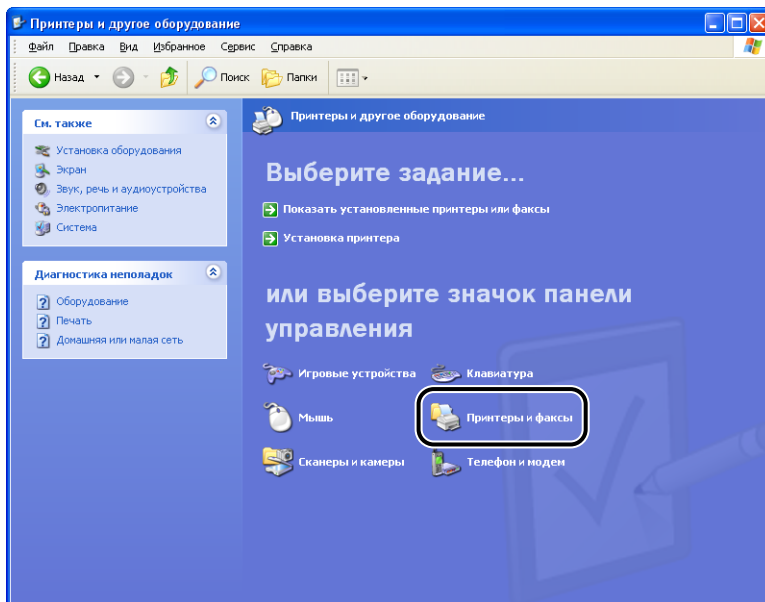 Принтеры и другое оборудование
Файл Правка Вид Избранное Сервис Справка
Назад Поиск Папки
См. также
Установка оборудования
Экран
Звук, речь и аудиоустройства
Электропитание
Система
Диагностика неполадок
Оборудование
Печать
Домашняя или малая сеть
Принтеры и другое оборудование
Выберите задание...
Показать установленные принтеры или факсы
Установка принтера
или выберите значок панели
управления
Игровые устройства Клавиатура
Мышь Принтеры и факсы
Сканеры и камеры Телефон и модем